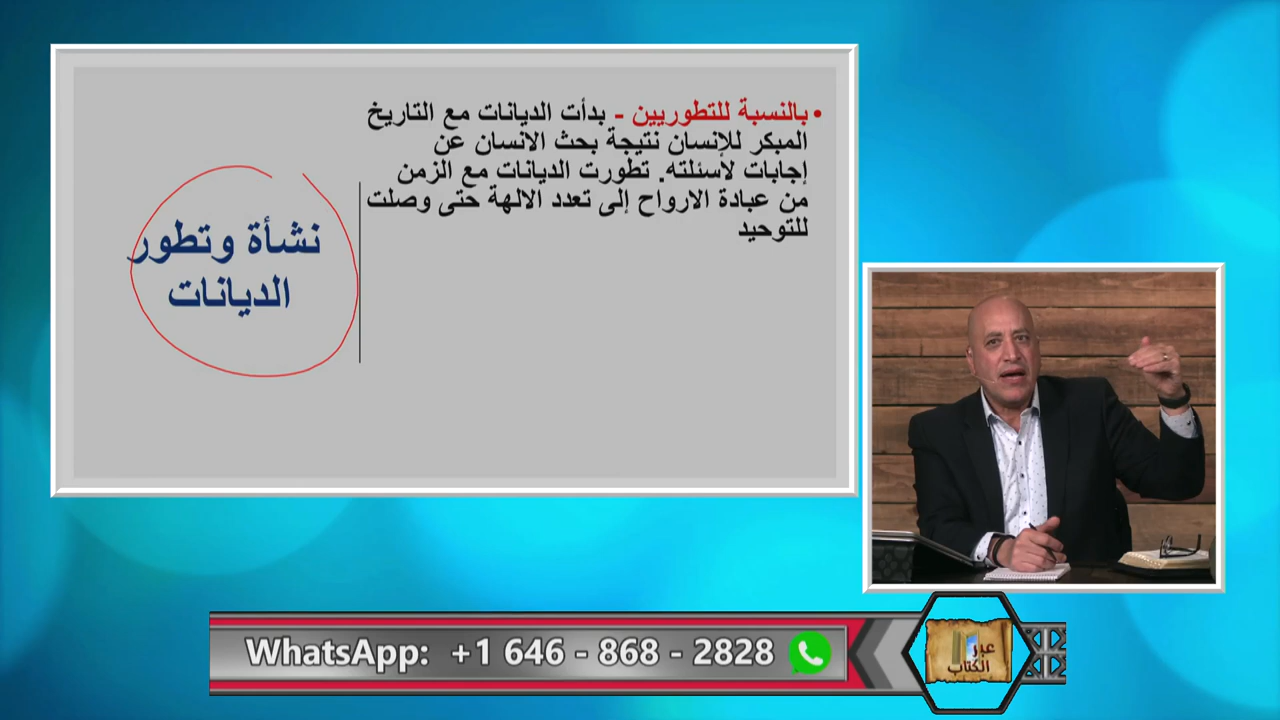 • بالنسبة للتطوريين - بدأت الديانات مع التاريخ
المبكر للإنسان نتيجة بحث الانسان عن
إجابات لأسئلته. تطورت الديانات مع الزمن
من عبادة الارواح إلى تعدد الالهة حتى وصلت
للتوحيد
نشأة وتطور
الديانات
WhatsApp: +1 646 - 868 - 2828
عبر
الكتاب